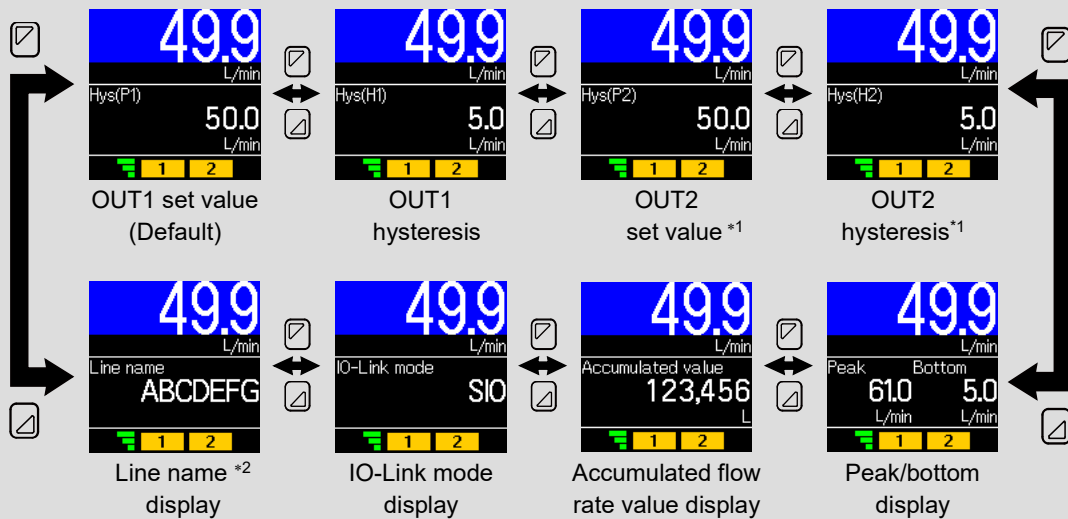 49.9
L/min
Hys(P1)
50.0
L/min
1 2
OUT1 set value
(Default)
49.9
L/min
Hys(H1)
5.0
L/min
1 2
OUT1
hysteresis
49.9
L/min
Hys(P2)
50.0
L/min
1 2
OUT2
set value *1
49.9
L/min
Hys(H2)
5.0
L/min
1 2
OUT2
hysteresis*1
49.9
L/min
Line name
ABCDEFG
1 2
Line name *2
display
49.9
L/min
IO-Link mode
SIO
1 2
IO-Link mode
display
49.9
L/min
Accumulated value
123,456
L
1 2
Accumulated flow
rate value display
49.9
L/min
Peak Bottom
61.0 5.0
L/min L/min
1 2
Peak/bottom
display